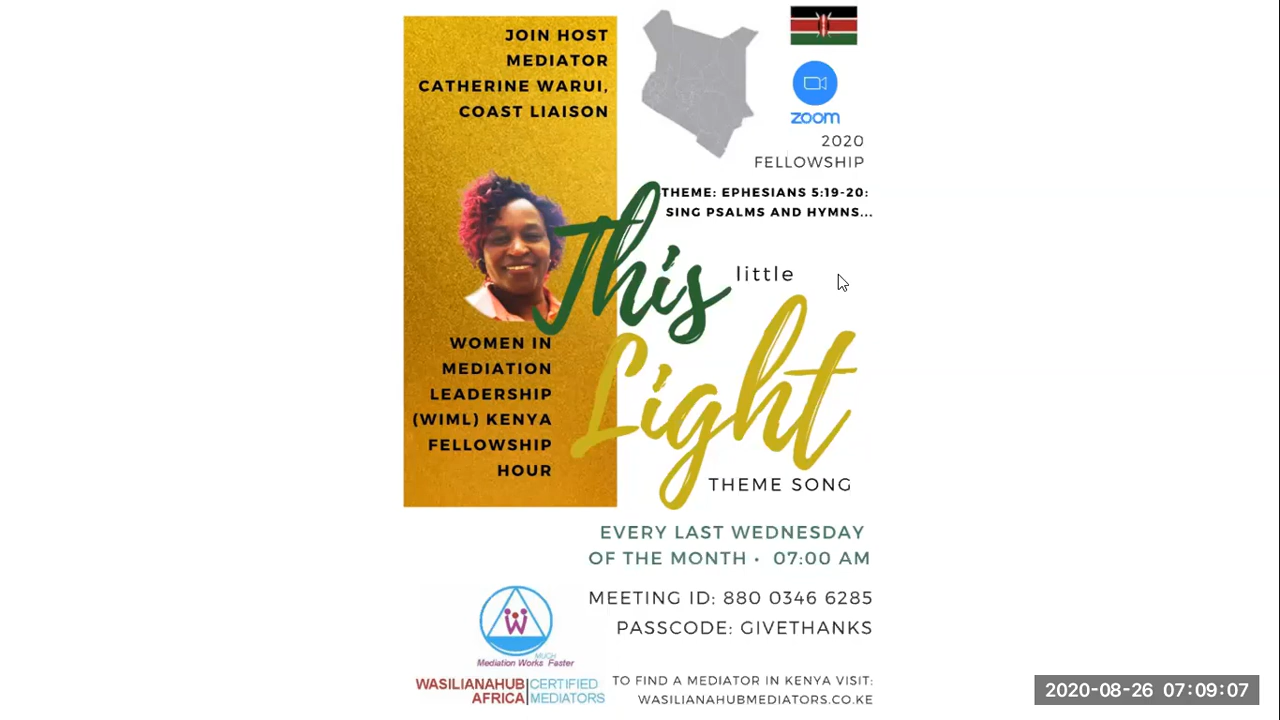 JOIN HOST
MEDIATOR
CATHERINE WARUI,
COAST LIAISON
zoom
2020
FELLOWSHIP
THEME: EPHESIANS 5:19-20:
SING PSALMS AND HYMNS...
This
little
Light
THEME SONG
WOMEN IN
MEDIATION
LEADERSHIP
(WIML) KENYA
FELLOWSHIP
HOUR
EVERY LAST WEDNESDAY
OF THE MONTH • 07:00 AM
MEETING ID: 880 0346 6285
PASSCODE: GIVETHANKS
W
MUCH
Mediation Works Faster
WASILIANAHUB CERTIFIED
AFRICA MEDIATORS
TO FIND A MEDIATOR IN KENYA VISIT:
WASILIANAHUBMEDIATORS.CO.KE
2020-08-26 07:09:07